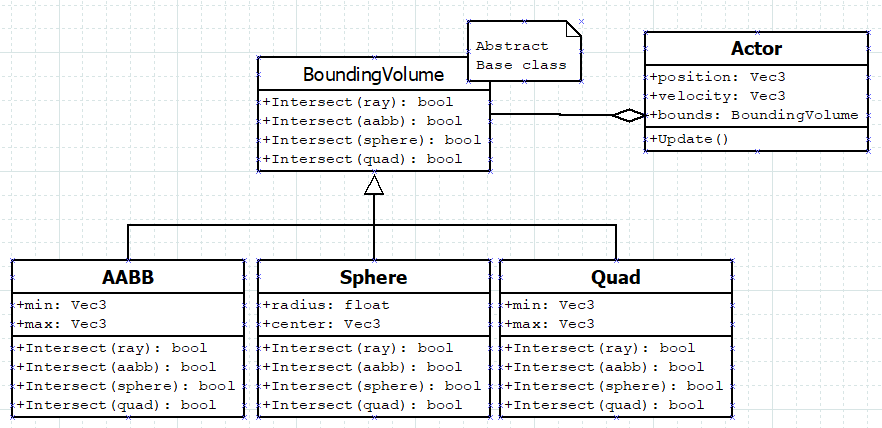 Abstract
Base class
BoundingVolume
+Intersect(ray): bool
+Intersect(aabb): bool
+Intersect(sphere): bool
+Intersect(quad): bool
Actor
+position: Vec3
+velocity: Vec3
+bounds: BoundingVolume
+Update()
AABB
+min: Vec3
+max: Vec3
+Intersect(ray): bool
+Intersect(aabb): bool
+Intersect(sphere): bool
+Intersect(quad): bool
Sphere
+radius: float
+center: Vec3
+Intersect(ray): bool
+Intersect(aabb): bool
+Intersect(sphere): bool
+Intersect(quad): bool
Quad
+min: Vec3
+max: Vec3
+Intersect(ray): bool
+Intersect(aabb): bool
+Intersect(sphere): bool
+Intersect(quad): bool